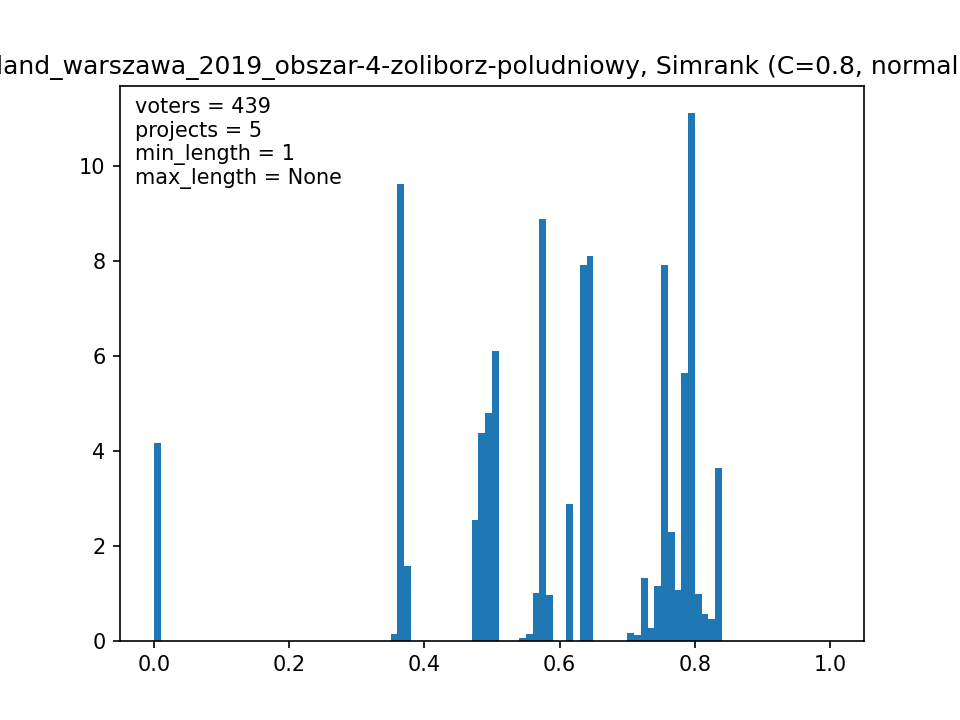 land_warszawa_2019_obszar-4-zoliborz-poludniowy, Simrank (C=0.8, normal
voters = 439
projects = 5
min_length = 1
max_length = None
10
8
6
4
2
0
0.0 0.2 0.4 0.6 0.8 1.0